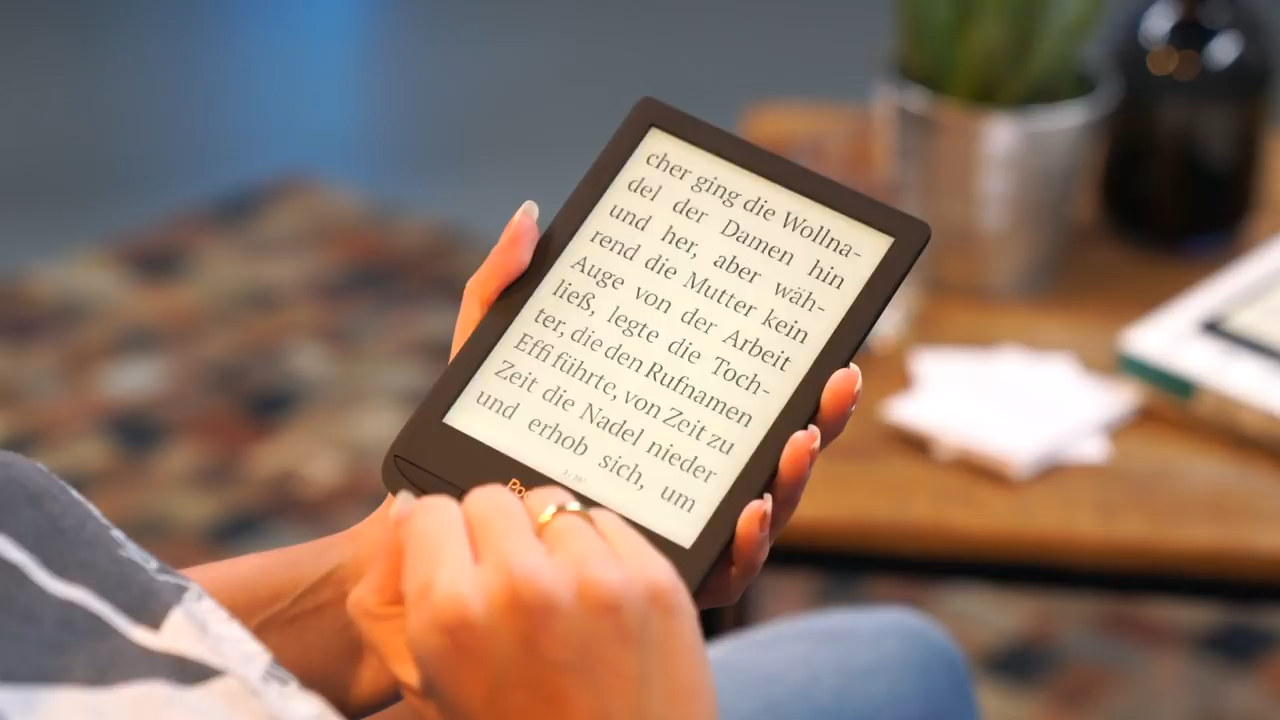 cher ging die Wollna-
del der Damen hin
und her, aber wäh-
rend die Mutter kein
Auge von der Arbeit
ließ, legte die Toch-
ter, die den Rufnamen
Effi führte, von Zeit zu
Zeit die Nadel nieder
und erhob sich, um